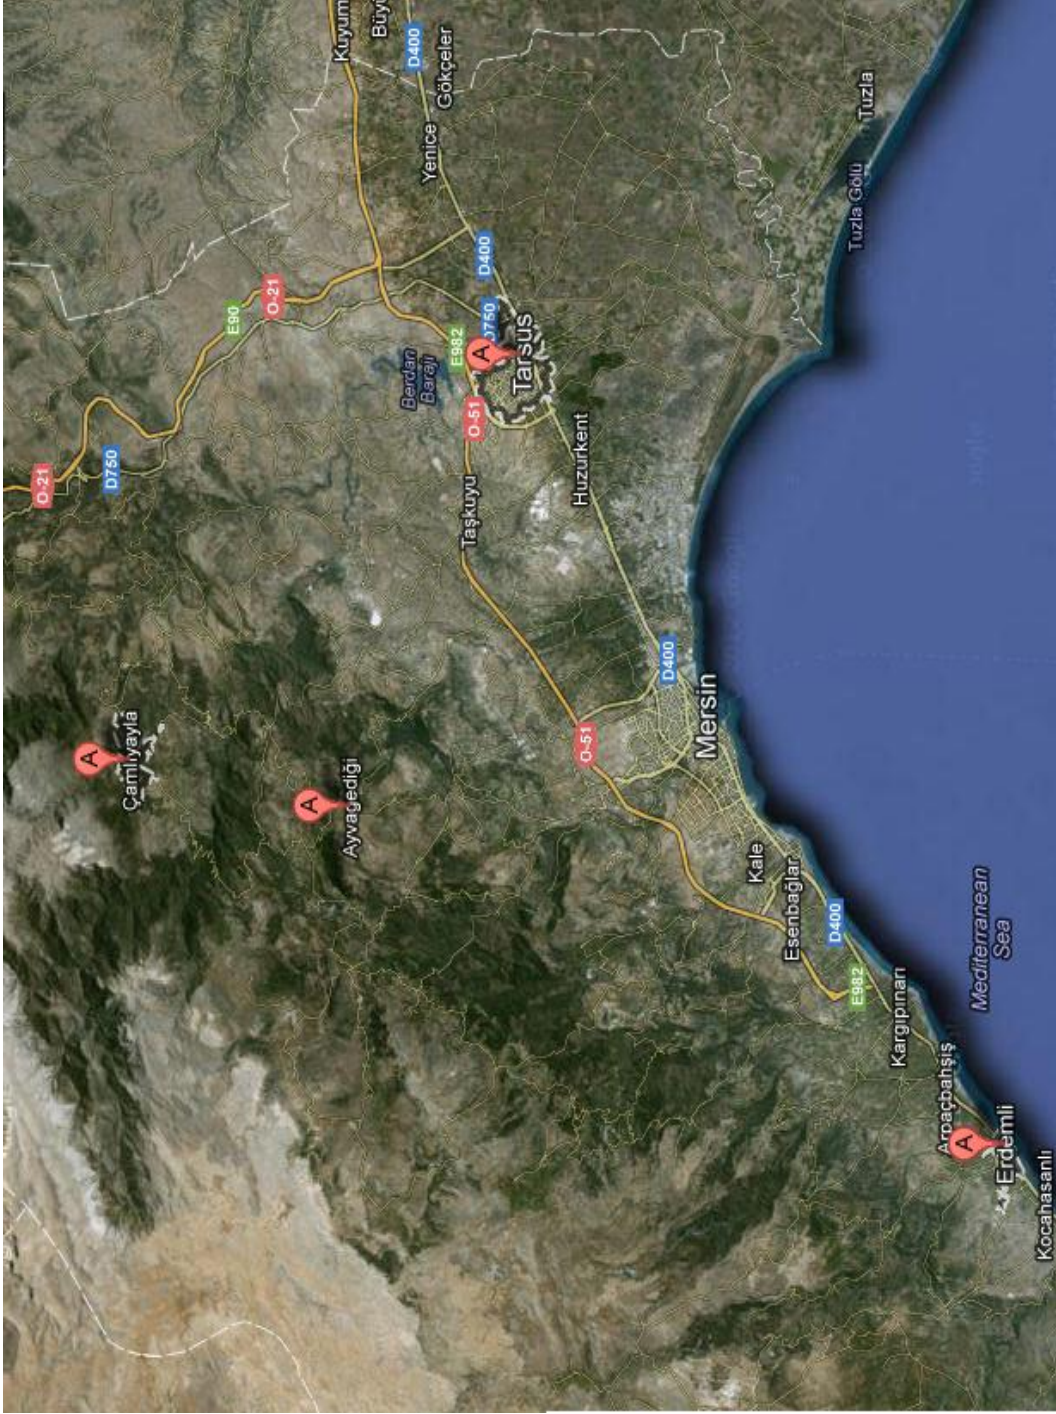 O-21
A
Çamlıyayla
D750
E90
O-21
A
Kuyum
Ayvagediği
D400
Berdan
Barajı
Yenice
Gökçeler
E982
Taşkuyu
O-51
A
D400
D750
Tarsus
Huzurkent
O-51
D400
Mersin
Kale
Esenbağlar
D400
Tuzla Gölü
E982
Tuzla
Kargıpınarı
Arpaçbahşiş
A
Mediterranean
Sea
Erdemli
Kocahasanlı